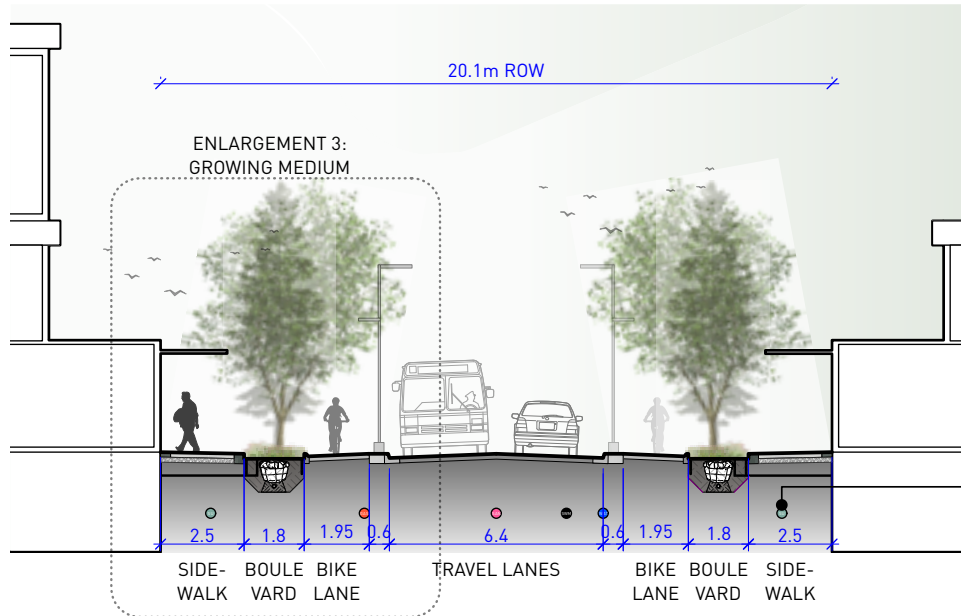 20.1m ROW
ENLARGEMENT 3:
GROWING MEDIUM
2.5 1.8 1.95 0.6 6.4 0.6 1.95 1.8 2.5
SIDE- BOULE BIKE TRAVEL LANES BIKE BOULE SIDE-
WALK VARD LANE LANE VARD WALK